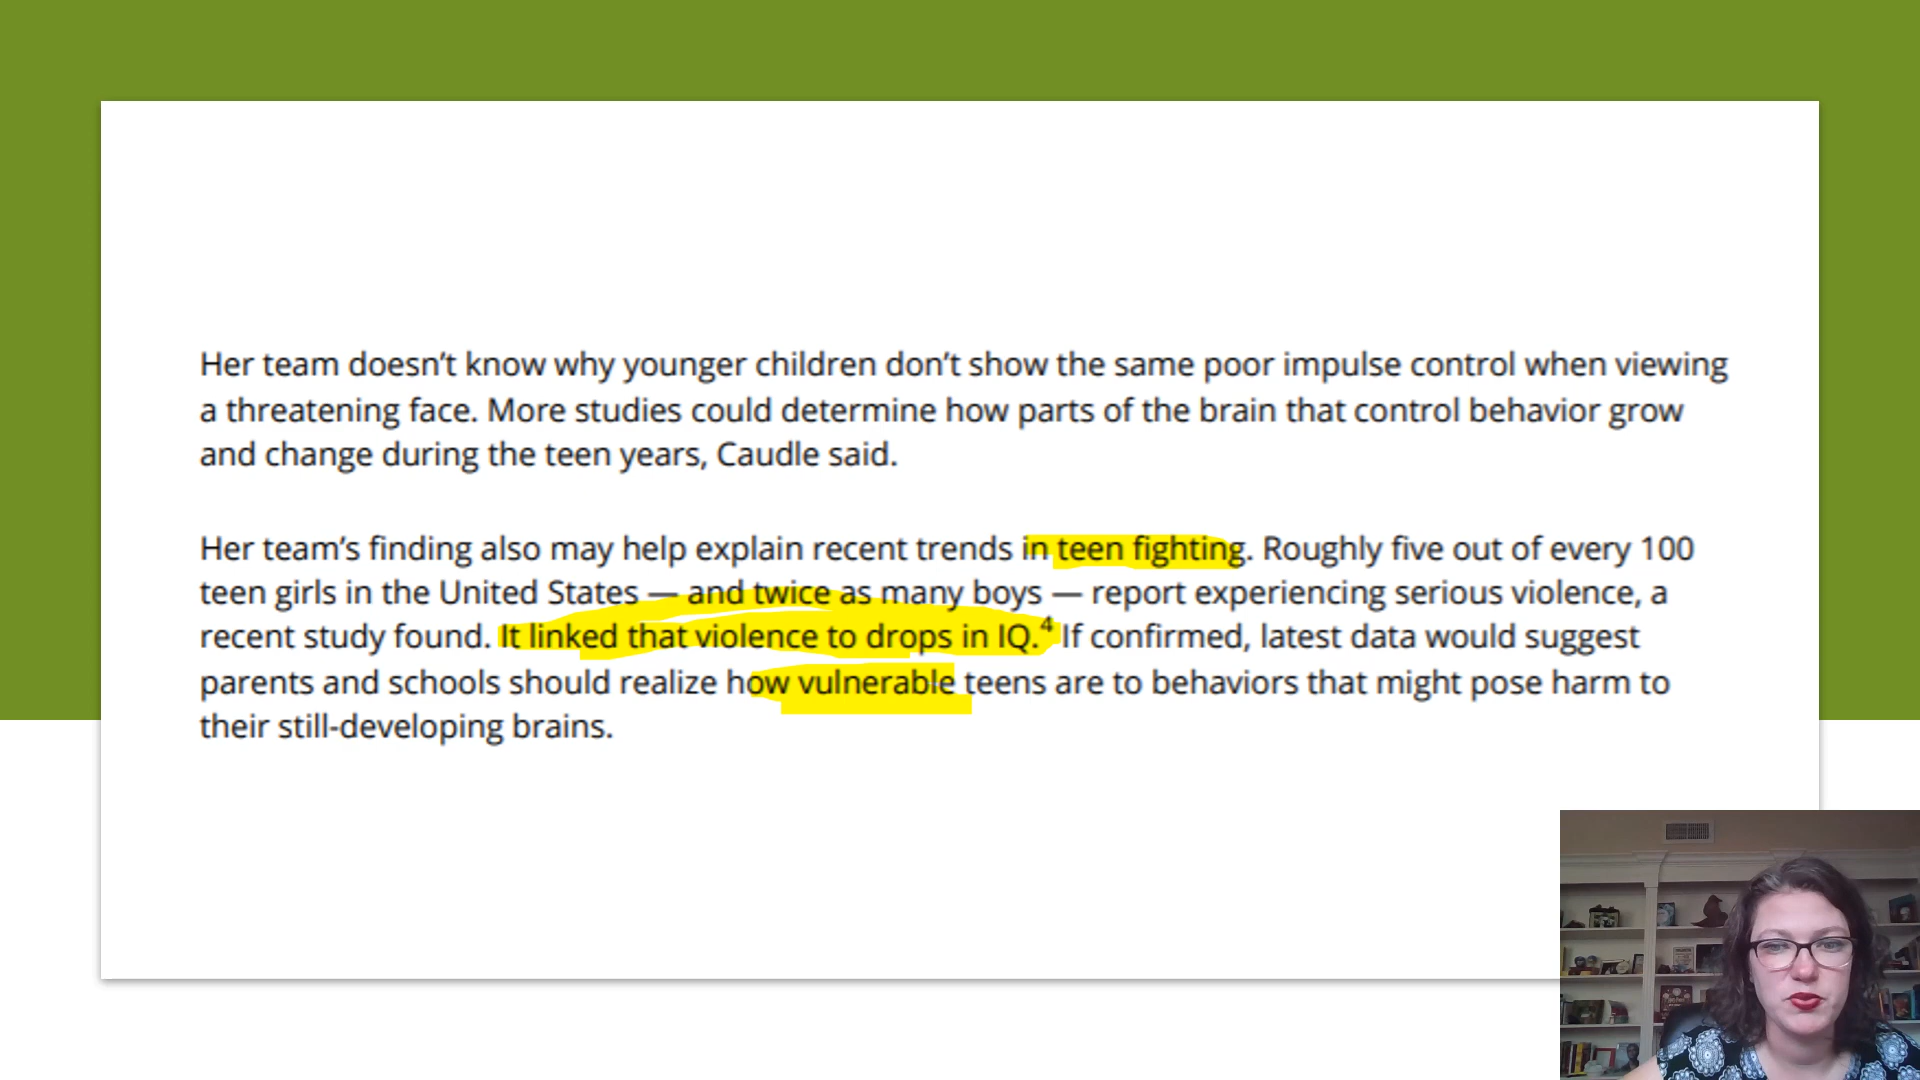 Her team doesn’t know why younger children don’t show the same poor impulse control when viewing
a threatening face. More studies could determine how parts of the brain that control behavior grow
and change during the teen years, Caudle said.
Her team’s finding also may help explain recent trends in teen fighting. Roughly five out of every 100
teen girls in the United States — and twice as many boys — report experiencing serious violence, a
recent study found. It linked that violence to drops in IQ.⁴ If confirmed, latest data would suggest
parents and schools should realize how vulnerable teens are to behaviors that might pose harm to
their still-developing brains.